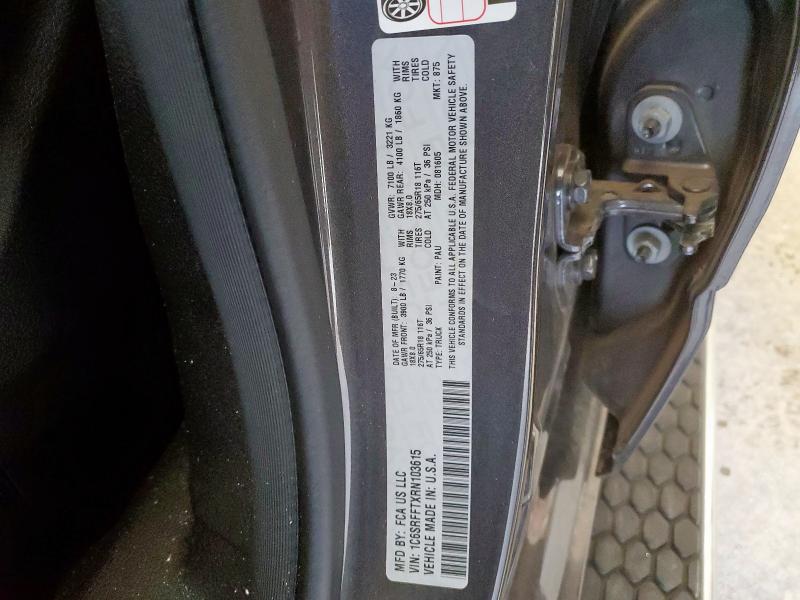 MFD BY: FCA US LLC
VIN: 1C6SRFFTXRN103615
VEHICLE MADE IN: U.S.A.
DATE OF MFR (BUILT) 8-23 GVWR: 7100 LB / 3221 KG
GAWR FRONT: 3900 LB / 1770 KG WITH GAWR REAR: 4100 LB / 1860 KG WITH
18X8.0 RIMS 18X8.0 RIMS
275/65R18 116T TIRES 275/65R18 116T TIRES
AT 250 kPa / 36 PSI COLD AT 250 kPa / 36 PSI COLD
TYPE: TRUCK PAINT: PAU MDH: 081605 MKT: 875
THIS VEHICLE CONFORMS TO ALL APPLICABLE U.S.A. FEDERAL MOTOR VEHICLE SAFETY
STANDARDS IN EFFECT ON THE DATE OF MANUFACTURE SHOWN ABOVE.